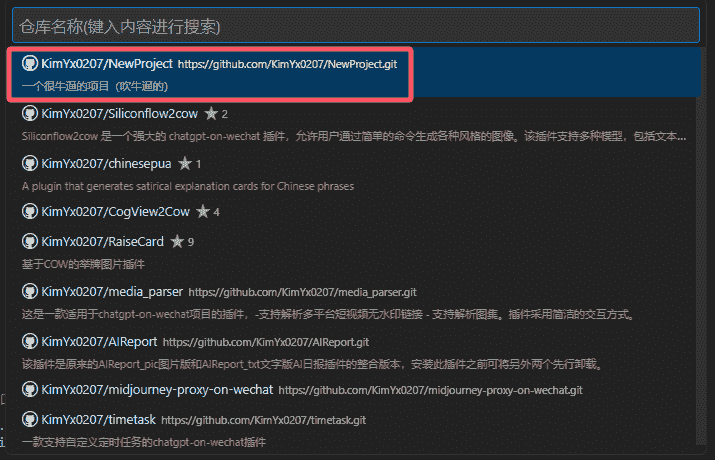 仓库名称(键入内容进行搜索)
KimYx0207/NewProject https://github.com/KimYx0207/NewProject.git
一个很牛逼的项目（吹牛逼的）
KimYx0207/Siliconflow2cow ★ 2
Siliconflow2cow 是一个强大的 chatgpt-on-wechat 插件，允许用户通过简单的命令生成各种风格的图像。该插件支持多种模型，包括文本...
KimYx0207/chinesepua ★ 1
A plugin that generates satirical explanation cards for Chinese phrases
KimYx0207/CogView2Cow ★ 4
KimYx0207/RaiseCard ★ 9
基于COW的举牌图片插件
KimYx0207/media_parser https://github.com/KimYx0207/media_parser.git
这是一款适用于chatgpt-on-wechat项目的插件，-支持解析多平台短视频无水印链接 - 支持解析图集。插件采用简洁的交互方式。
KimYx0207/AIReport https://github.com/KimYx0207/AIReport.git
该插件是原来的AIReport_pic图片版和AIReport_txt文字版AI日报插件的整合版本，安装此插件之前可将另外两个先行卸载。
KimYx0207/midjourney-proxy-on-wechat https://github.com/KimYx0207/midjourney-proxy-on-wechat.git
KimYx0207/timetask https://github.com/KimYx0207/timetask.git
一款支持自定义定时任务的chatgpt-on-wechat插件